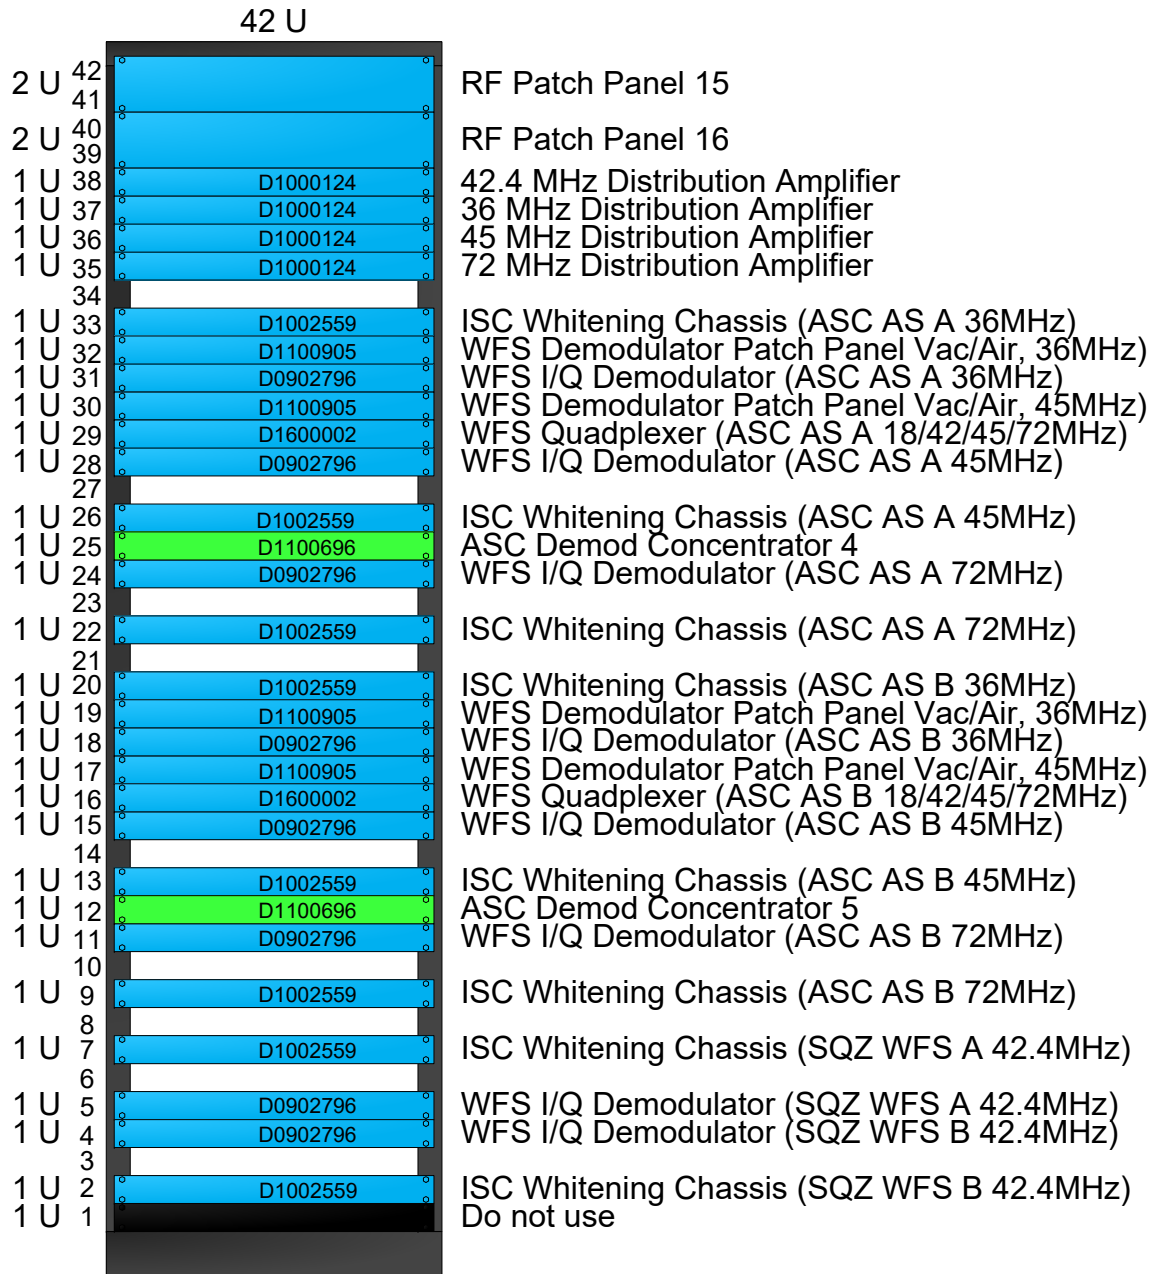 42 U
2 U 42 RF Patch Panel 15
41
2 U 40 RF Patch Panel 16
39
1 U 38 D1000124 42.4 MHz Distribution Amplifier
1 U 37 D1000124 36 MHz Distribution Amplifier
1 U 36 D1000124 45 MHz Distribution Amplifier
1 U 35 D1000124 72 MHz Distribution Amplifier
34
1 U 33 D1002559 ISC Whitening Chassis (ASC AS A 36MHz)
1 U 32 D1100905 WFS Demodulator Patch Panel Vac/Air, 36MHz)
1 U 31 D0902796 WFS I/Q Demodulator (ASC AS A 36MHz)
1 U 30 D1100905 WFS Demodulator Patch Panel Vac/Air, 45MHz)
1 U 29 D1600002 WFS Quadplexer (ASC AS A 18/42/45/72MHz)
1 U 28 D0902796 WFS I/Q Demodulator (ASC AS A 45MHz)
27
1 U 26 D1002559 ISC Whitening Chassis (ASC AS A 45MHz)
1 U 25 D1100696 ASC Demod Concentrator 4
1 U 24 D0902796 WFS I/Q Demodulator (ASC AS A 72MHz)
23
1 U 22 D1002559 ISC Whitening Chassis (ASC AS A 72MHz)
21
1 U 20 D1002559 ISC Whitening Chassis (ASC AS B 36MHz)
1 U 19 D1100905 WFS Demodulator Patch Panel Vac/Air, 36MHz)
1 U 18 D0902796 WFS I/Q Demodulator (ASC AS B 36MHz)
1 U 17 D1100905 WFS Demodulator Patch Panel Vac/Air, 45MHz)
1 U 16 D1600002 WFS Quadplexer (ASC AS B 18/42/45/72MHz)
1 U 15 D0902796 WFS I/Q Demodulator (ASC AS B 45MHz)
14
1 U 13 D1002559 ISC Whitening Chassis (ASC AS B 45MHz)
1 U 12 D1100696 ASC Demod Concentrator 5
1 U 11 D0902796 WFS I/Q Demodulator (ASC AS B 72MHz)
10
1 U 9 D1002559 ISC Whitening Chassis (ASC AS B 72MHz)
8
1 U 7 D1002559 ISC Whitening Chassis (SQZ WFS A 42.4MHz)
6
1 U 5 D0902796 WFS I/Q Demodulator (SQZ WFS A 42.4MHz)
1 U 4 D0902796 WFS I/Q Demodulator (SQZ WFS B 42.4MHz)
3
1 U 2 D1002559 ISC Whitening Chassis (SQZ WFS B 42.4MHz)
1 U 1 Do not use